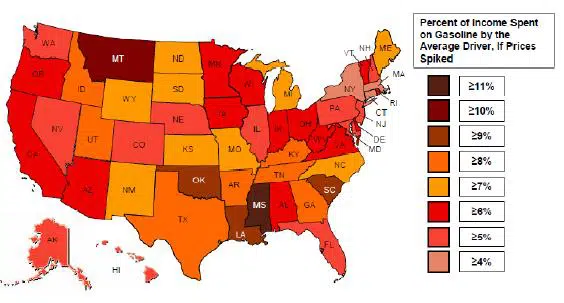 Percent of Income Spent
on Gasoline by the
Average Driver, If Prices
Spiked
≥11%
≥10%
≥9%
≥8%
≥7%
≥6%
≥5%
≥4%
WA
MT
ND
MN
VT
NH
ME
OR
ID
SD
WI
MI
NY
MA
WY
RI
CT
NV
NE
IA
PA
NJ
UT
CO
IL
IN
OH
DE
MD
CA
KS
MO
KY
WV
VA
AZ
NM
OK
AR
TN
NC
SC
MS
AL
GA
TX
LA
FL
AK
HI